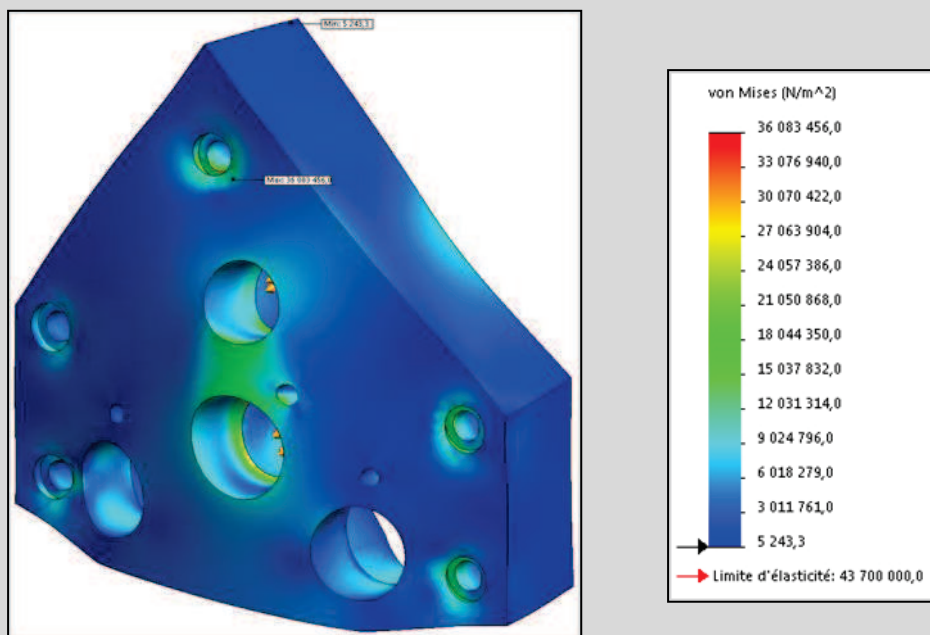 Min: 5 243,3
Max: 36 083 456,0
von Mises (N/m^2)
36 083 456,0
33 076 940,0
30 070 422,0
27 063 904,0
24 057 386,0
21 050 868,0
18 044 350,0
15 037 832,0
12 031 314,0
9 024 796,0
6 018 279,0
3 011 761,0
5 243,3
Limite d'élasticité: 43 700 000,0